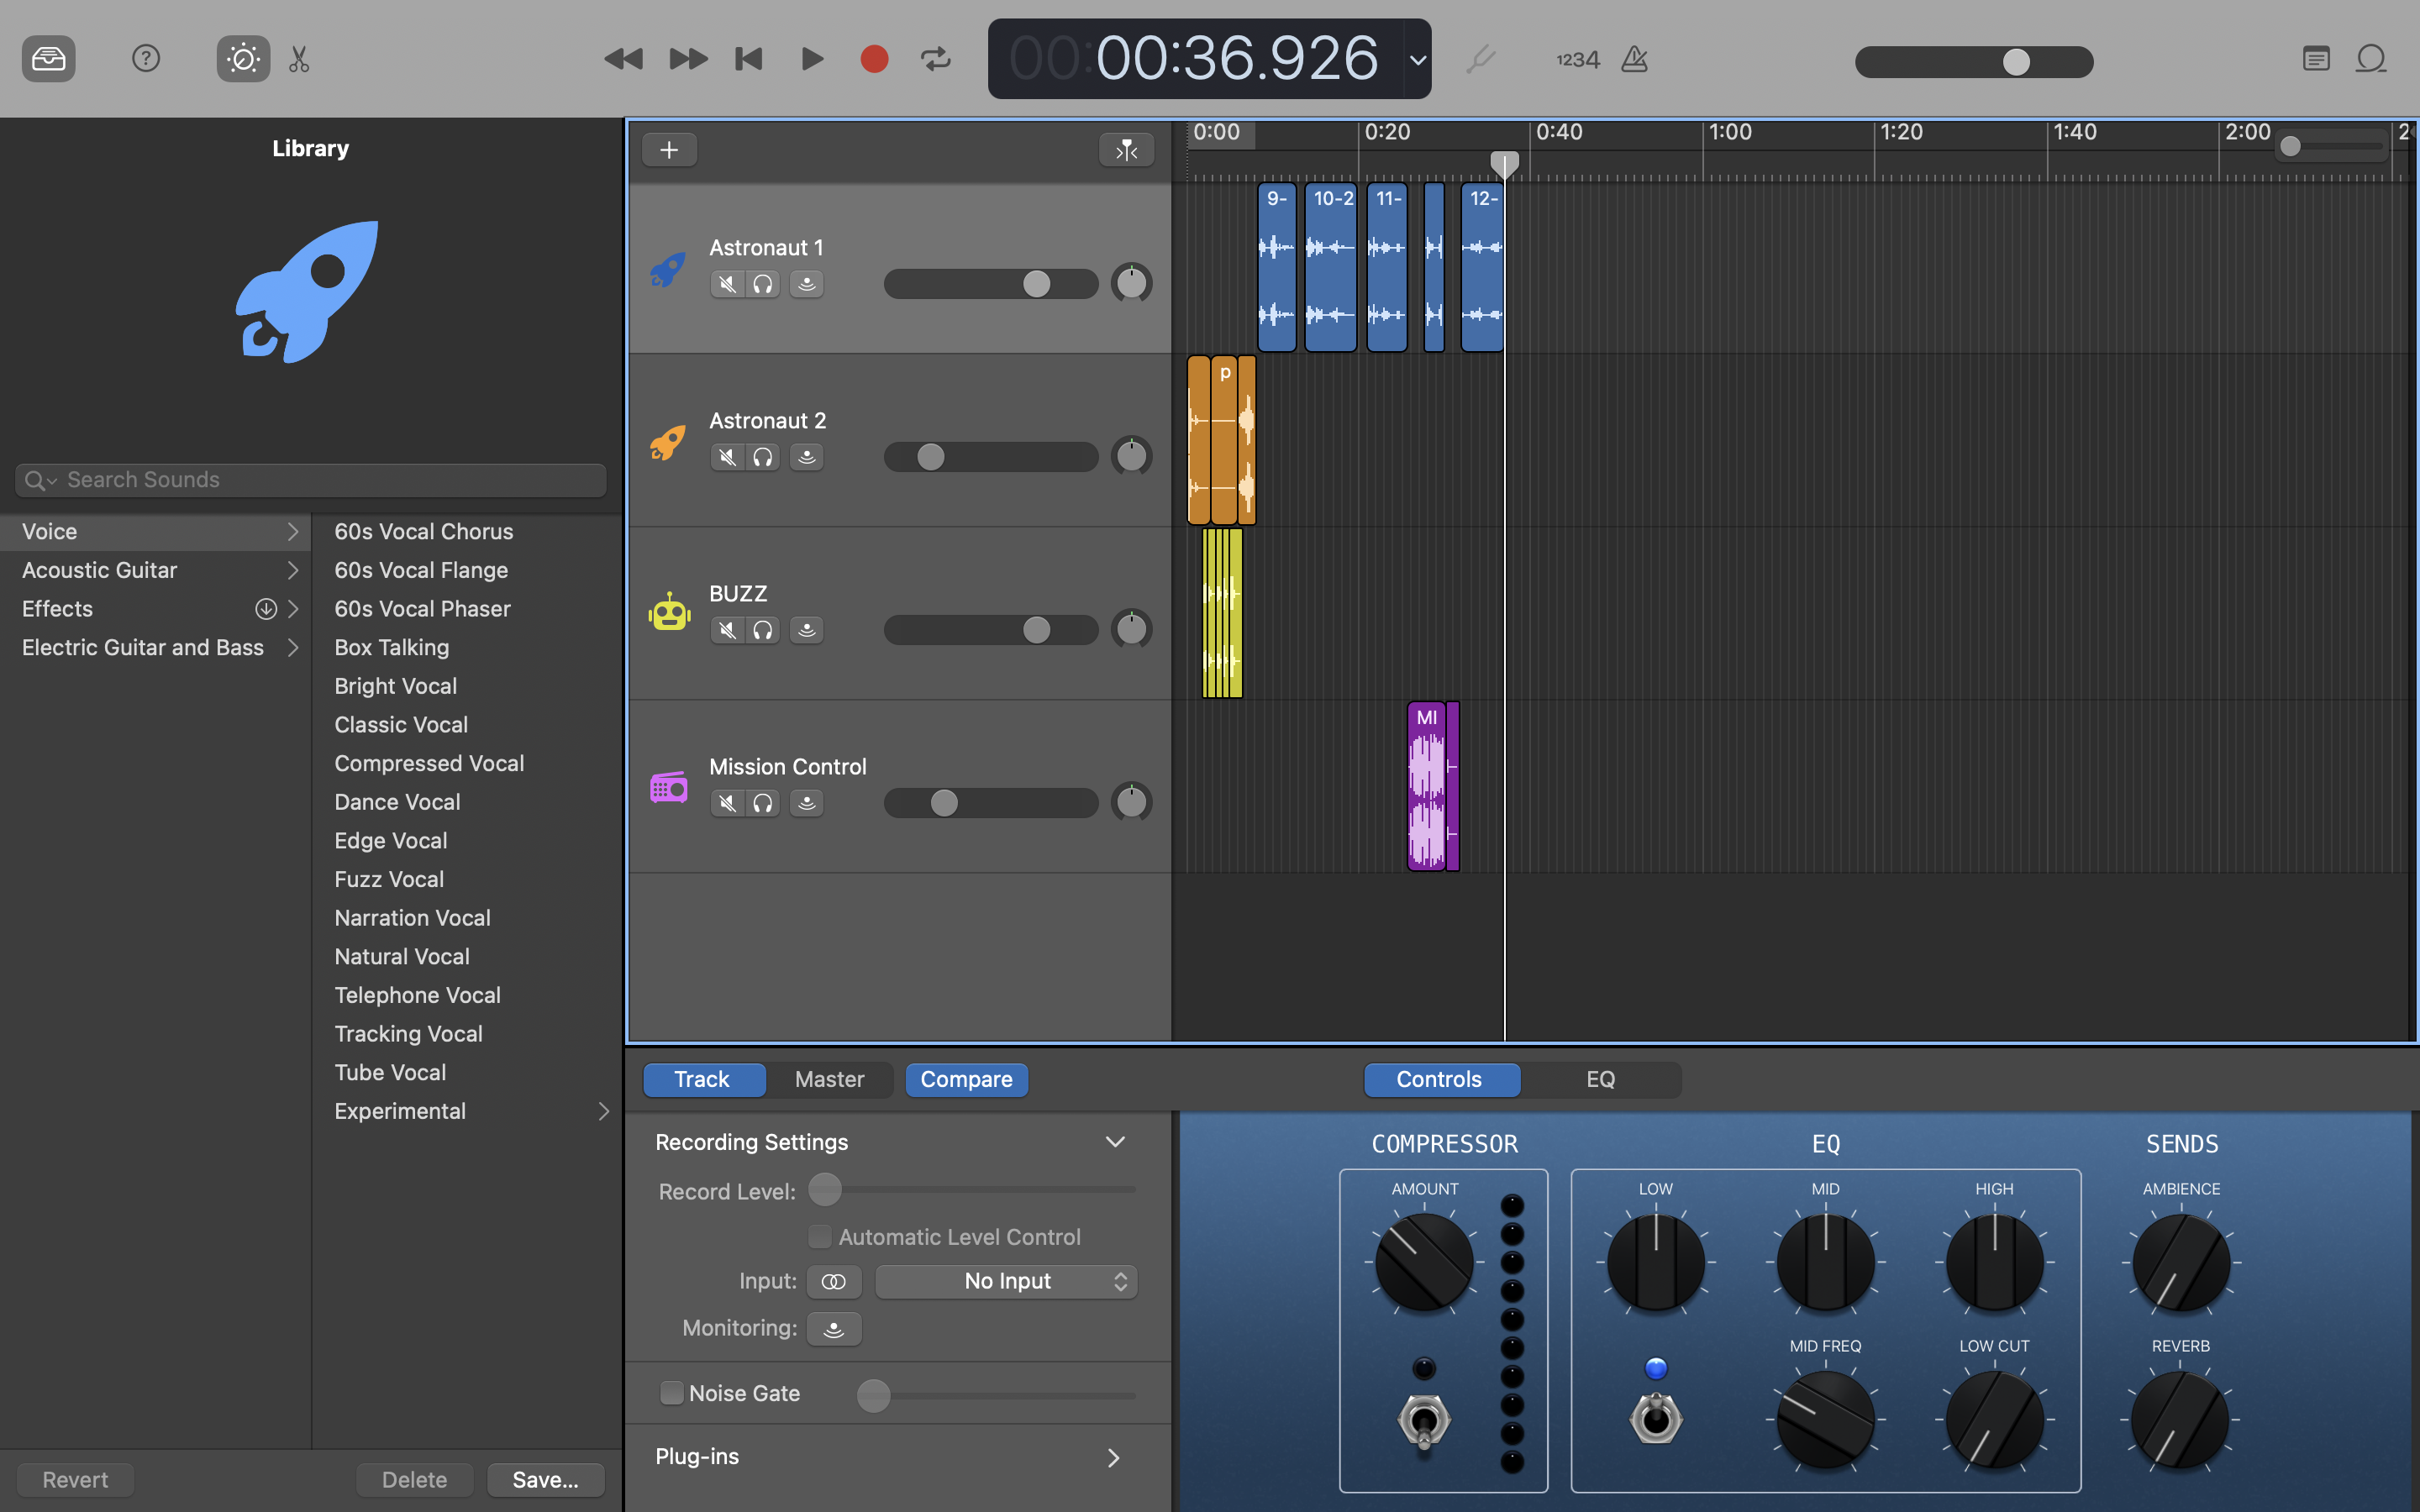 00:00:36.926
1234
Library
Search Sounds
Voice
Acoustic Guitar
Effects
Electric Guitar and Bass
60s Vocal Chorus
60s Vocal Flange
60s Vocal Phaser
Box Talking
Bright Vocal
Classic Vocal
Compressed Vocal
Dance Vocal
Edge Vocal
Fuzz Vocal
Narration Vocal
Natural Vocal
Telephone Vocal
Tracking Vocal
Tube Vocal
Experimental
Revert
Delete
Save...
0:00 0:20 0:40 1:00 1:20 1:40 2:00 2
Astronaut 1
9- 10-2 11- 12-
Astronaut 2
p
BUZZ
Mission Control
MI
Track Master Compare
Controls EQ
Recording Settings
Record Level:
Automatic Level Control
Input: No Input
Monitoring:
Noise Gate
Plug-ins
COMPRESSOR EQ SENDS
AMOUNT LOW MID HIGH AMBIENCE
MID FREQ LOW CUT REVERB